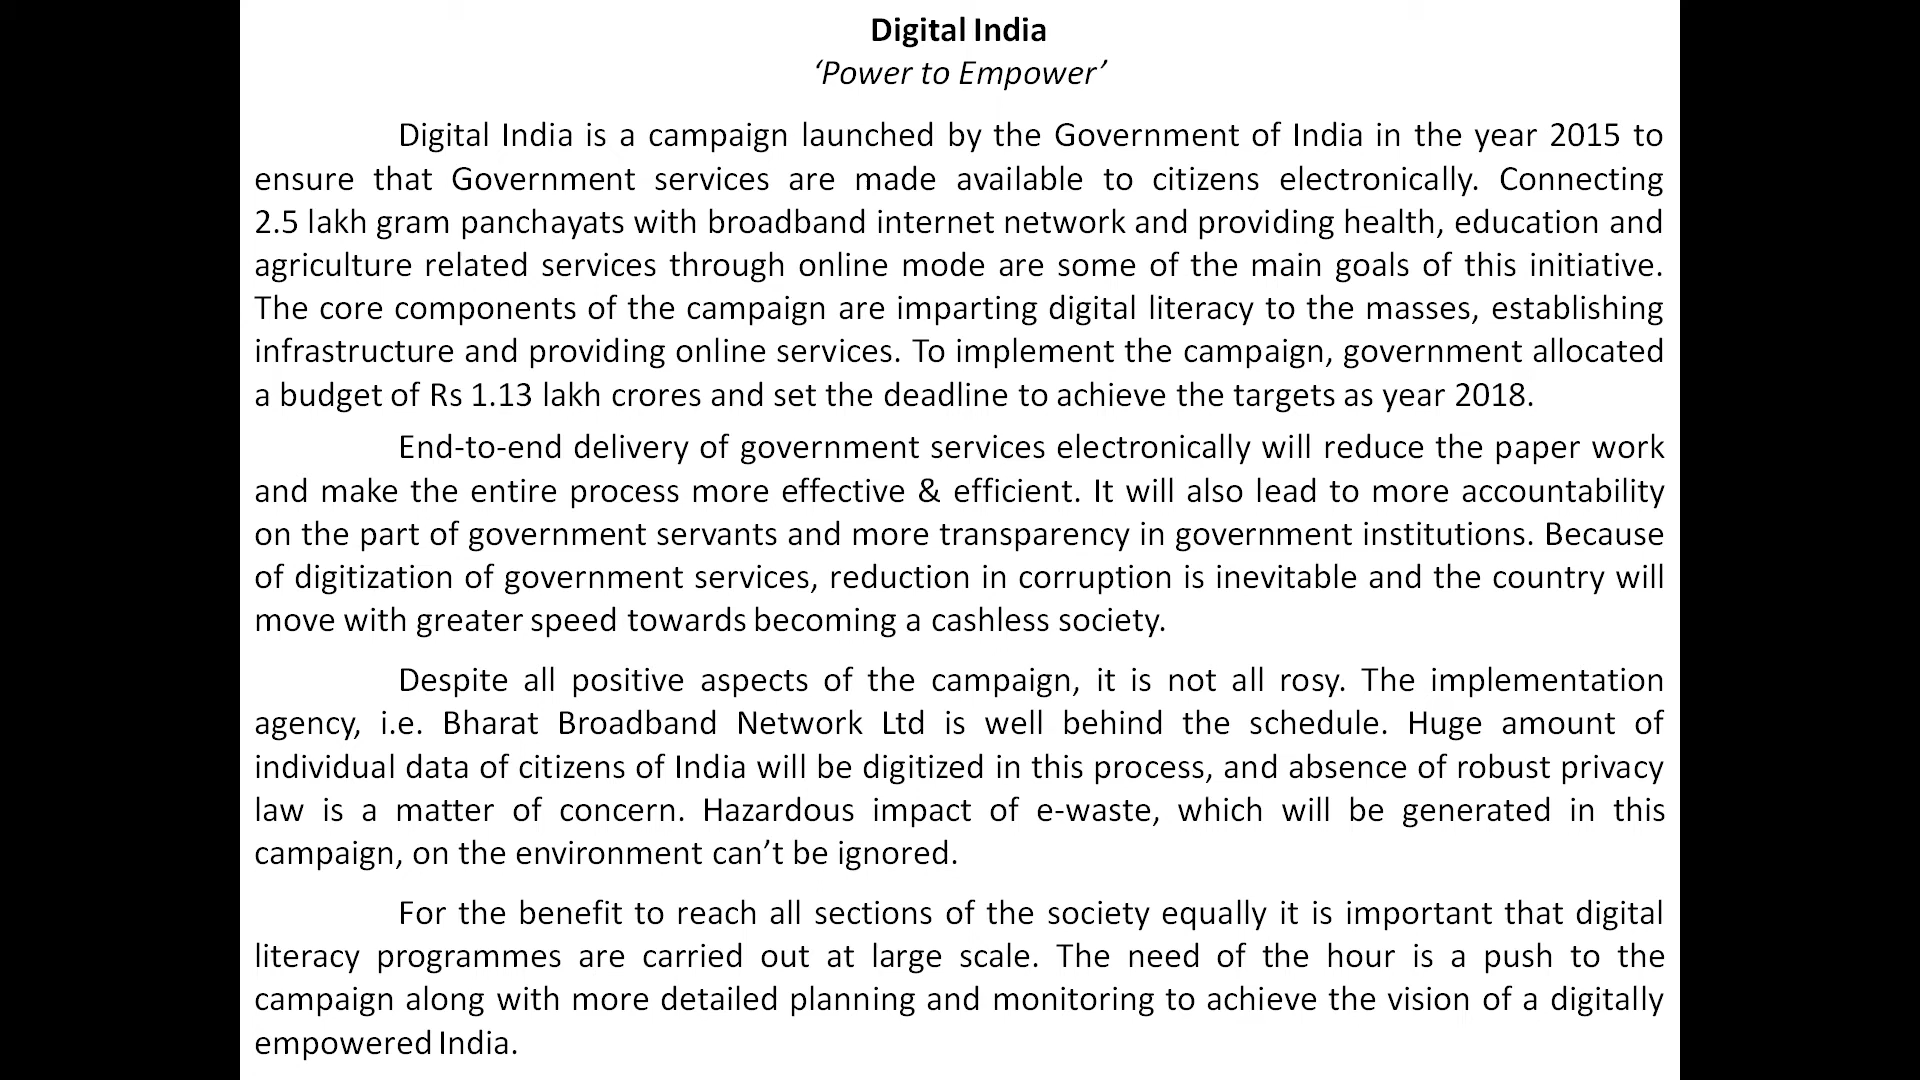 Digital India
‘Power to Empower’
Digital India is a campaign launched by the Government of India in the year 2015 to
ensure that Government services are made available to citizens electronically. Connecting
2.5 lakh gram panchayats with broadband internet network and providing health, education and
agriculture related services through online mode are some of the main goals of this initiative.
The core components of the campaign are imparting digital literacy to the masses, establishing
infrastructure and providing online services. To implement the campaign, government allocated
a budget of Rs 1.13 lakh crores and set the deadline to achieve the targets as year 2018.
End-to-end delivery of government services electronically will reduce the paper work
and make the entire process more effective & efficient. It will also lead to more accountability
on the part of government servants and more transparency in government institutions. Because
of digitization of government services, reduction in corruption is inevitable and the country will
move with greater speed towards becoming a cashless society.
Despite all positive aspects of the campaign, it is not all rosy. The implementation
agency, i.e. Bharat Broadband Network Ltd is well behind the schedule. Huge amount of
individual data of citizens of India will be digitized in this process, and absence of robust privacy
law is a matter of concern. Hazardous impact of e-waste, which will be generated in this
campaign, on the environment can’t be ignored.
For the benefit to reach all sections of the society equally it is important that digital
literacy programmes are carried out at large scale. The need of the hour is a push to the
campaign along with more detailed planning and monitoring to achieve the vision of a digitally
empowered India.